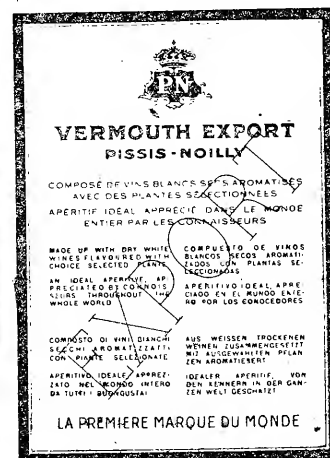 PN
VERMOUTH EXPORT
PISSIS-NOILLY
COMPOSÉ DE VINS BLANCS SECS AROMATISÉS
AVEC DES PLANTES SÉLECTIONNÉES
APÉRITIF IDÉAL APPRÉCIÉ DANS LE MONDE
ENTIER PAR LES CONNAISSEURS
MADE UP WITH DRY WHITE
WINES FLAVOURED WITH
CHOICE SELECTED PLANTS
AN IDEAL APERITIVE, AP-
PRECIATED BY CONNOIS-
SEURS THROUGHOUT THE
WHOLE WORLD
COMPUESTO DE VINOS
BLANCOS SECOS AROMATI-
ZADOS CON PLANTAS SE-
LECCIONADAS
APERITIVO IDEAL, APRE-
CIADO EN EL MUNDO ENTE-
RO POR LOS CONOCEDORES
COMPOSTO DI VINI BIANCHI
SECCHI AROMATIZZATTI
CON PIANTE SELEZIONATE
APERITIVO IDEALE, APPREZ-
ZATO NEL MONDO INTERO
DA TUTTI I BUONGUSTAI
AUS WEISSEN TROCKENEN
WEINEN ZUSAMMENGESETZT
MIT AUSGEWÄHLTEN PFLAN-
ZEN AROMATISIERT
IDEALER APERITIF, VON
DEN KENNERN IN DER GAN-
ZEN WELT GESCHÄTZT
LA PREMIÈRE MARQUE DU MONDE
EXPORT